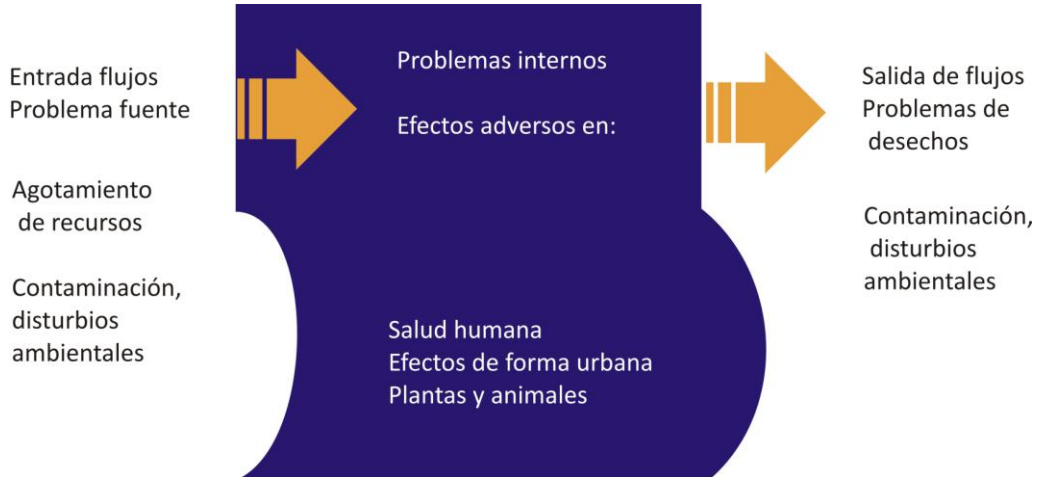 Entrada flujos
Problema fuente
Agotamiento
de recursos
Contaminación,
disturbios
ambientales
Problemas internos
Efectos adversos en:
Salud humana
Efectos de forma urbana
Plantas y animales
Salida de flujos
Problemas de
desechos
Contaminación,
disturbios
ambientales